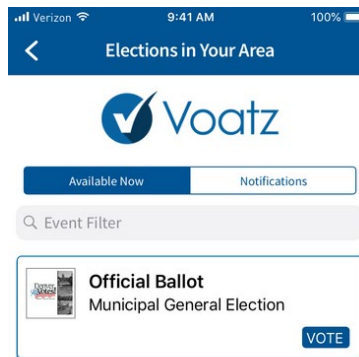 Verizon 9:41 AM 100%
Elections in Your Area
Voatz
Available Now Notifications
Event Filter
Official Ballot
Municipal General Election
VOTE